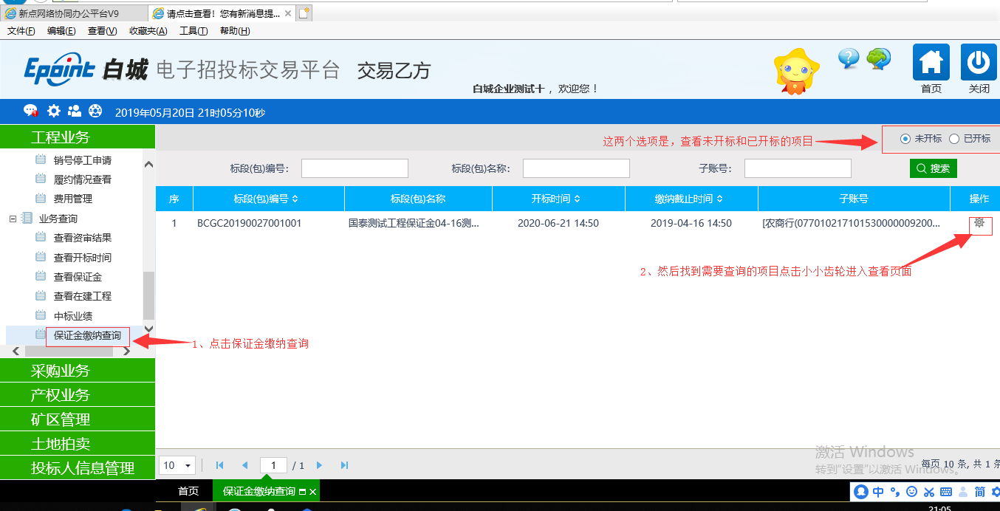 新点网络协同办公平台V9
请点击查看！您有新消息提...
文件(F) 编辑(E) 查看(V) 收藏夹(A) 工具(T) 帮助(H)
Epoint 白城 电子招投标交易平台 交易乙方
白城企业测试十 ，欢迎您！
首页
关闭
2019年05月20日 21时05分10秒
工程业务
这两个选项是，查看未开标和已开标的项目
未开标 已开标
销号停工申请
标段(包)编号：
标段(包)名称：
子账号：
搜索
履约情况查看
费用管理
序 标段(包)编号 标段(包)名称 开标时间 缴纳截止时间 子账号 操作
业务查询
1 BCGC20190027001001 国泰测试工程保证金04-16测... 2020-06-21 14:50 2019-04-16 14:50 [农商行(0770102171015300000009200...
查看资审结果
查看开标时间
2、然后找到需要查询的项目点击小小齿轮进入查看页面
查看保证金
查看在建工程
中标业绩
保证金缴纳查询
1、点击保证金缴纳查询
采购业务
产权业务
矿区管理
土地拍卖
投标人信息管理
激活 Windows
转到"设置"以激活 Windows。
10
1 / 1
每页 10 条, 共 1 条
首页
保证金缴纳查询
中
简
21:05